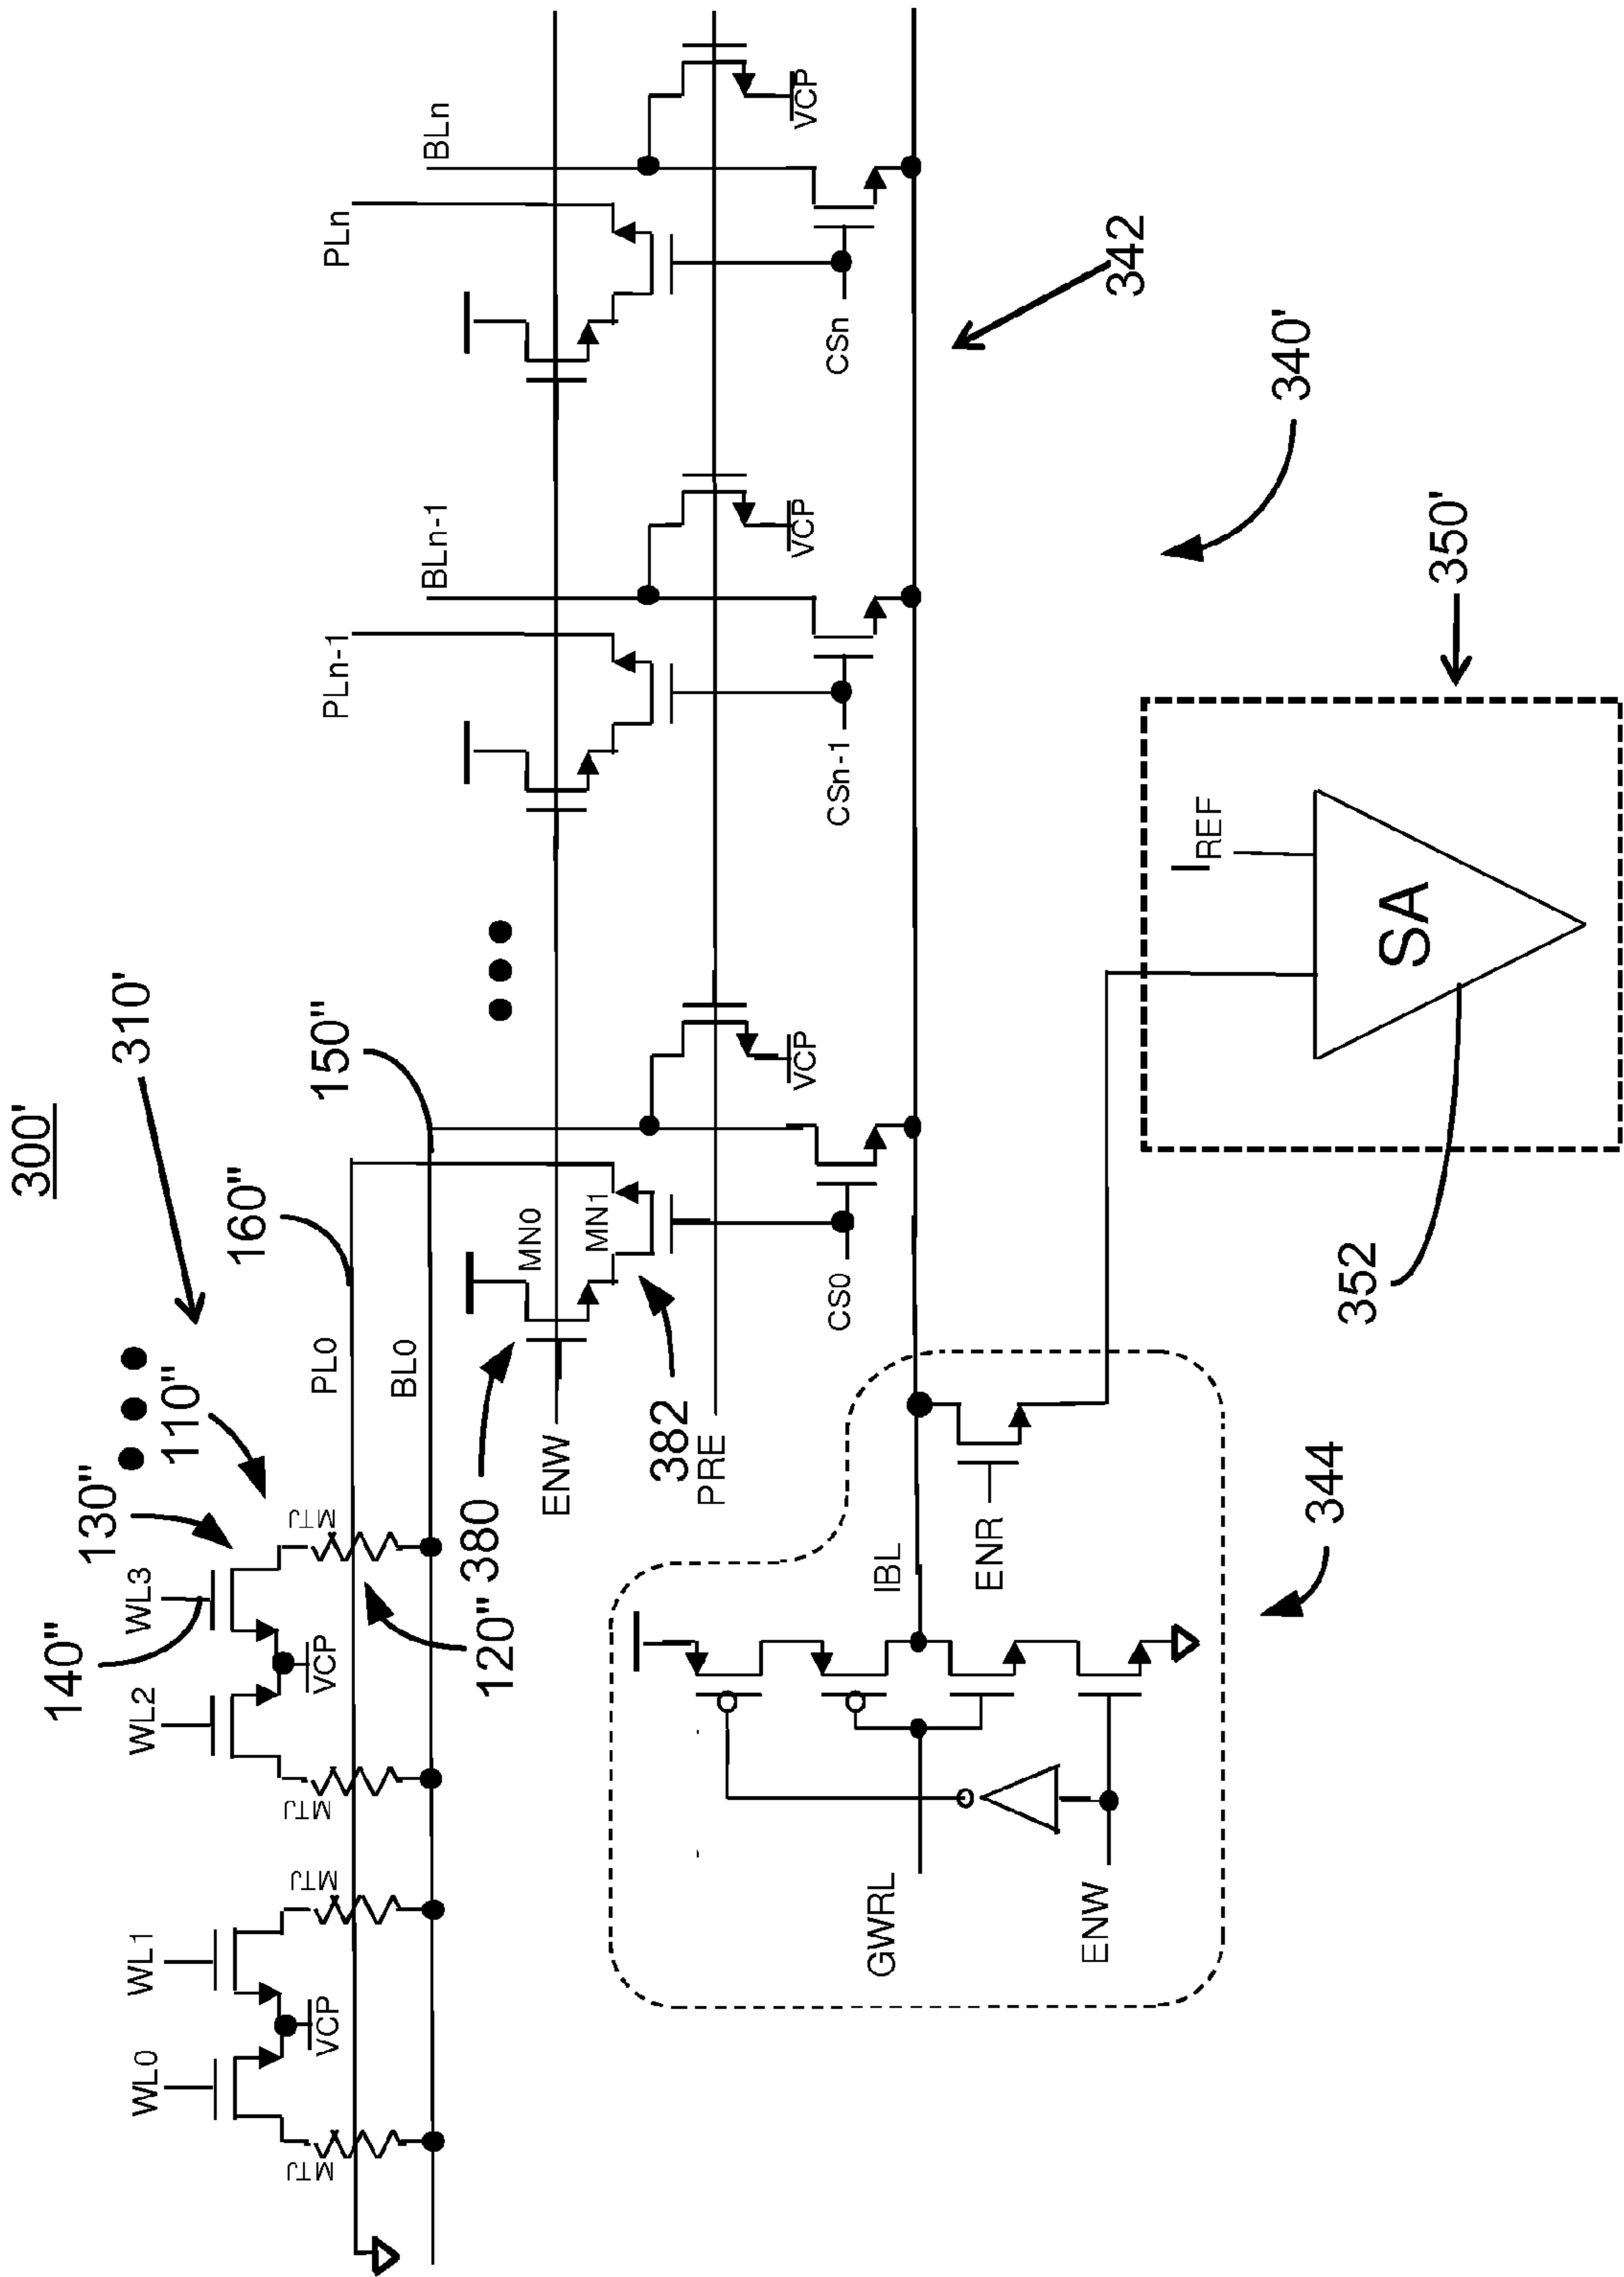 300'
310'
160"
150"
130"
110"
140"
WL0
WL1
WL2
WL3
VCP
VCP
MTJ
MTJ
MTJ
MTJ
120"
PL0
BL0
PLn-1
BLn-1
PLn
BLn
380
382
MN0
MN1
ENW
PRE
VCP
VCP
VCP
CS0
CSn-1
CSn
342
340'
IBL
GWRL
ENW
ENR
344
IREF
SA
352
350'